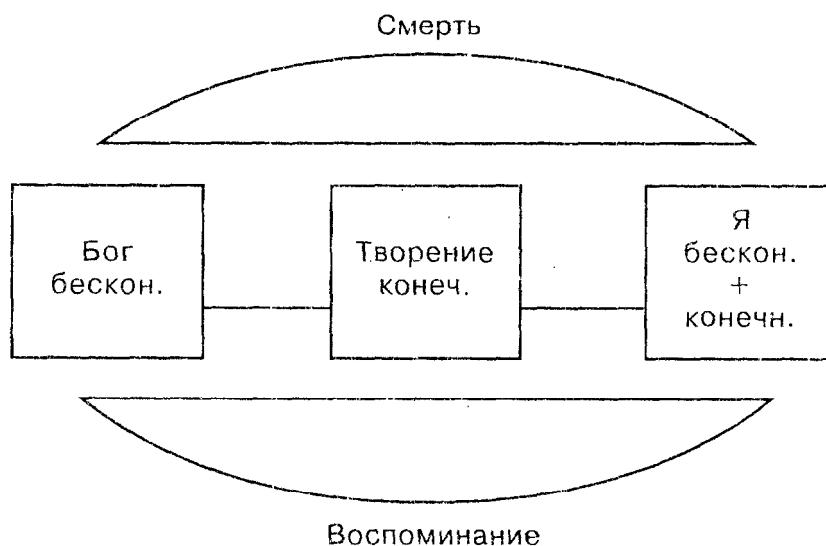 Смерть
Бог
бескон.
Творение
конеч.
Я
бескон.
+
конечн.
Воспоминание